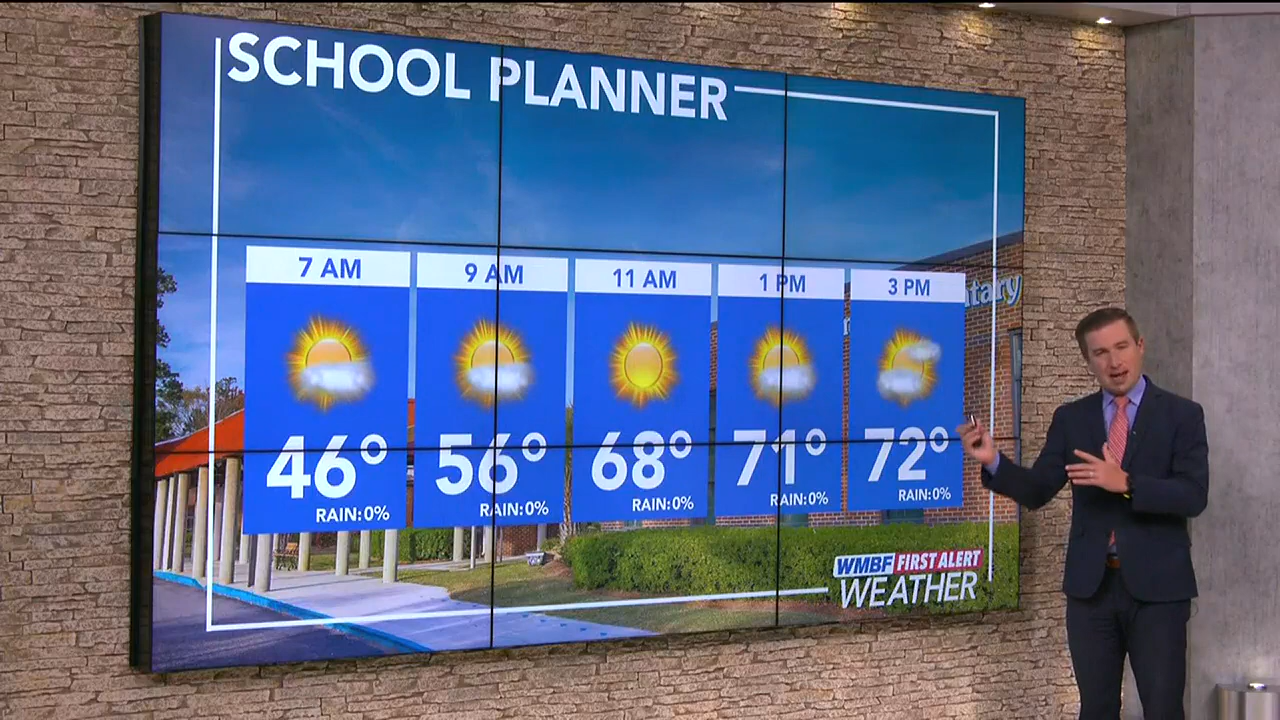 SCHOOL PLANNER
7 AM
9 AM
11 AM
1 PM
3 PM
46°
56°
68°
71°
72°
RAIN:0%
RAIN:0%
RAIN:0%
RAIN:0%
RAIN:0%
WMBF FIRST ALERT
WEATHER